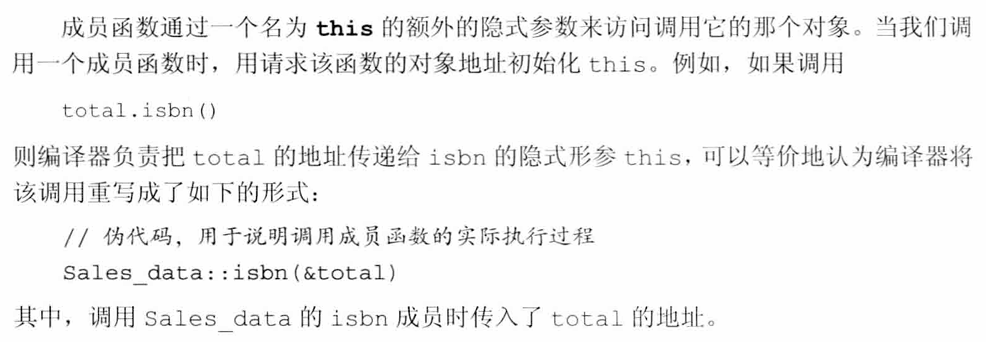 成员函数通过一个名为 this 的额外的隐式参数来访问调用它的那个对象。当我们调
用一个成员函数时，用请求该函数的对象地址初始化 this。例如，如果调用
total.isbn()
则编译器负责把 total 的地址传递给 isbn 的隐式形参 this，可以等价地认为编译器将
该调用重写成了如下的形式：
// 伪代码，用于说明调用成员函数的实际执行过程
Sales_data::isbn(&total)
其中，调用 Sales_data 的 isbn 成员时传入了 total 的地址。